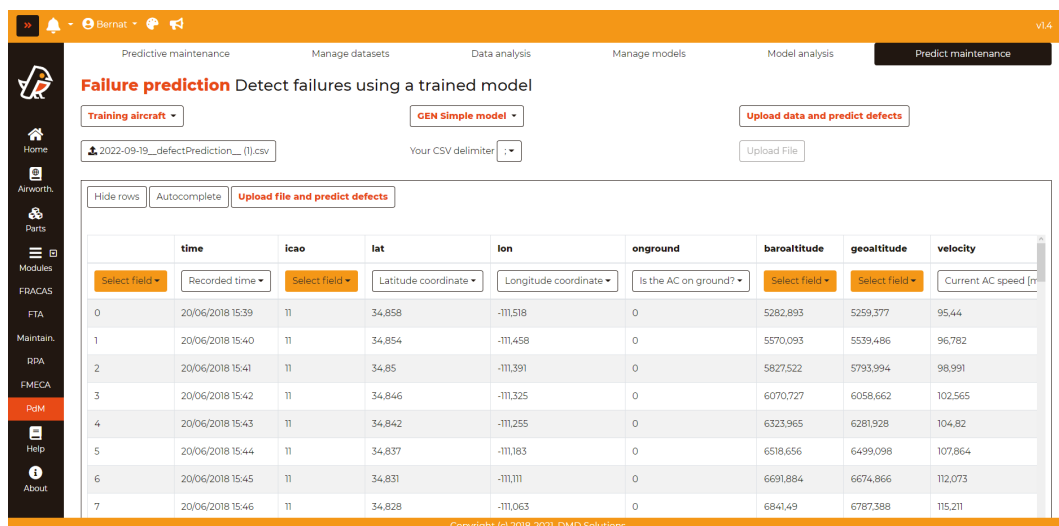 » Bernat v1.4
Predictive maintenance Manage datasets Data analysis Manage models Model analysis Predict maintenance
Failure prediction Detect failures using a trained model
Training aircraft GEN Simple model Upload data and predict defects
2022-09-19__defectPrediction__ (1).csv Your CSV delimiter ; Upload File
Home
Airworth.
Parts
Modules
FRACAS
FTA
Maintain.
RPA
FMECA
PdM
Help
About
Hide rows Autocomplete Upload file and predict defects
time icao lat lon onground baroaltitude geoaltitude velocity
Select field Recorded time Select field Latitude coordinate Longitude coordinate Is the AC on ground? Select field Select field Current AC speed [m
0 20/06/2018 15:39 11 34,858 -111,518 0 5282,893 5259,377 95,44
1 20/06/2018 15:40 11 34,854 -111,458 0 5570,093 5539,486 96,782
2 20/06/2018 15:41 11 34,85 -111,391 0 5827,522 5793,994 98,991
3 20/06/2018 15:42 11 34,846 -111,325 0 6070,727 6058,662 102,565
4 20/06/2018 15:43 11 34,842 -111,255 0 6323,965 6281,928 104,82
5 20/06/2018 15:44 11 34,837 -111,183 0 6518,656 6499,098 107,864
6 20/06/2018 15:45 11 34,831 -111,111 0 6691,884 6674,866 112,073
7 20/06/2018 15:46 11 34,828 -111,063 0 6841,49 6787,388 115,211
Copyright (c) 2018-2021, DMD Solutions